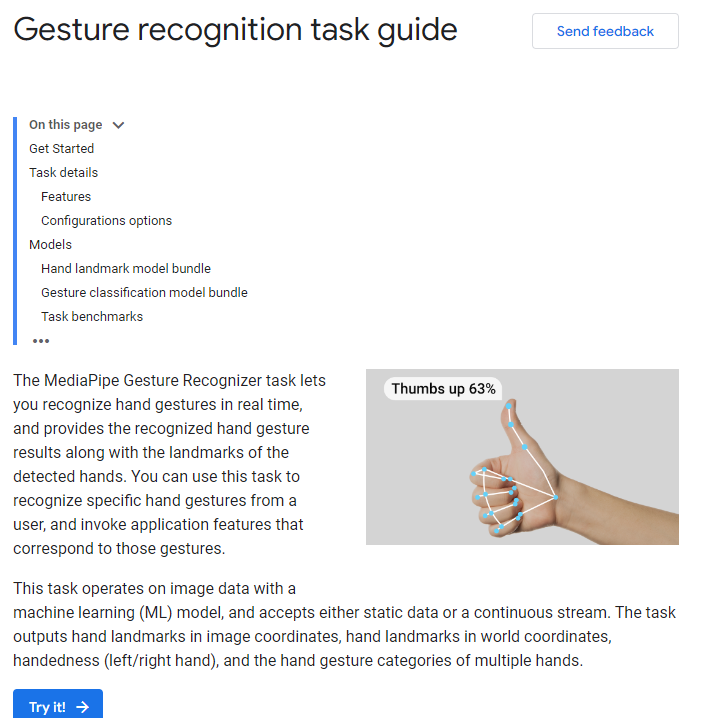 Gesture recognition task guide
Send feedback
On this page
Get Started
Task details
Features
Configurations options
Models
Hand landmark model bundle
Gesture classification model bundle
Task benchmarks
The MediaPipe Gesture Recognizer task lets
you recognize hand gestures in real time,
and provides the recognized hand gesture
results along with the landmarks of the
detected hands. You can use this task to
recognize specific hand gestures from a
user, and invoke application features that
correspond to those gestures.
Thumbs up 63%
This task operates on image data with a
machine learning (ML) model, and accepts either static data or a continuous stream. The task
outputs hand landmarks in image coordinates, hand landmarks in world coordinates,
handedness (left/right hand), and the hand gesture categories of multiple hands.
Try it!